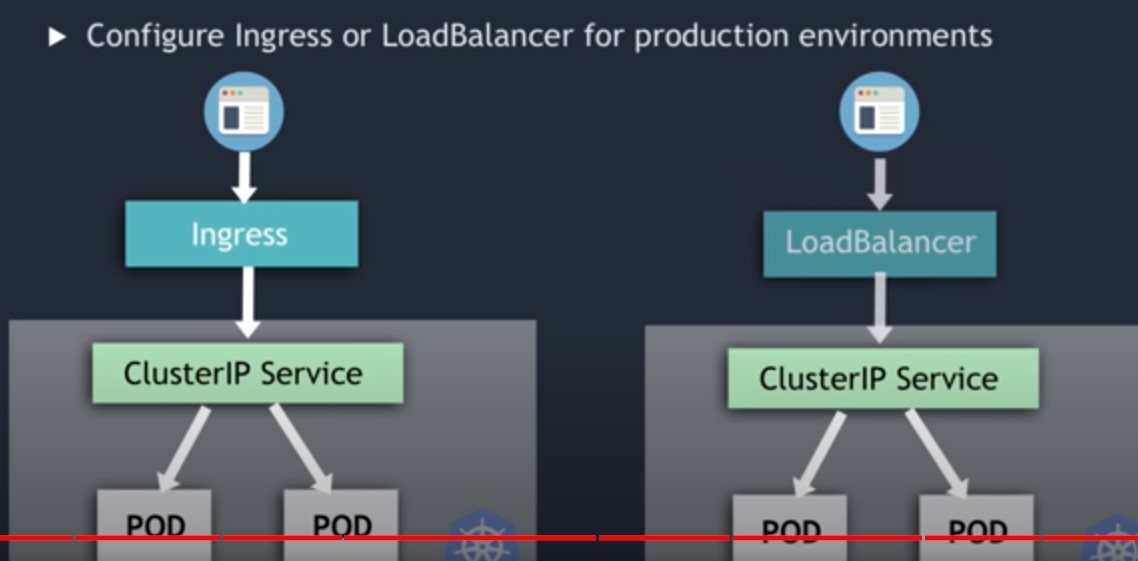 Configure Ingress or LoadBalancer for production environments
Ingress
LoadBalancer
ClusterIP Service
ClusterIP Service
POD
POD
POD
POD